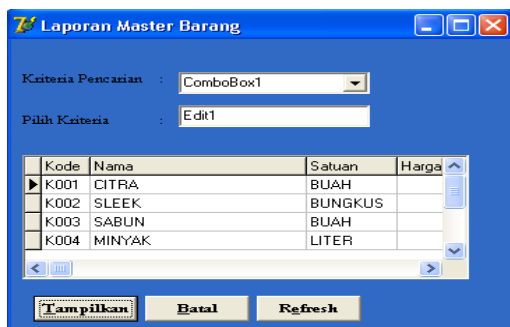 Laporan Master Barang
Kriteria Pencarian : ComboBox1
Pilih Kriteria : Edit1
Kode Nama Satuan Harga
K001 CITRA BUAH
K002 SLEEK BUNGKUS
K003 SABUN BUAH
K004 MINYAK LITER
Tampilkan Batal Refresh